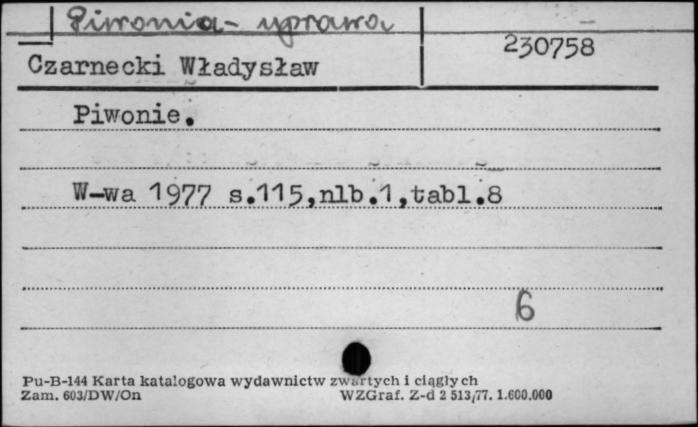 Piwonia - uprawa
230758
Czarnecki Władysław
Piwonie.
W-wa 1977 s.115,nlb.1,tabl.8
6
Pu-B-144 Karta katalogowa wydawnictw zwartych i ciągłych
Zam. 603/DW/On WZGraf. Z-d 2 513/77. 1.600.000